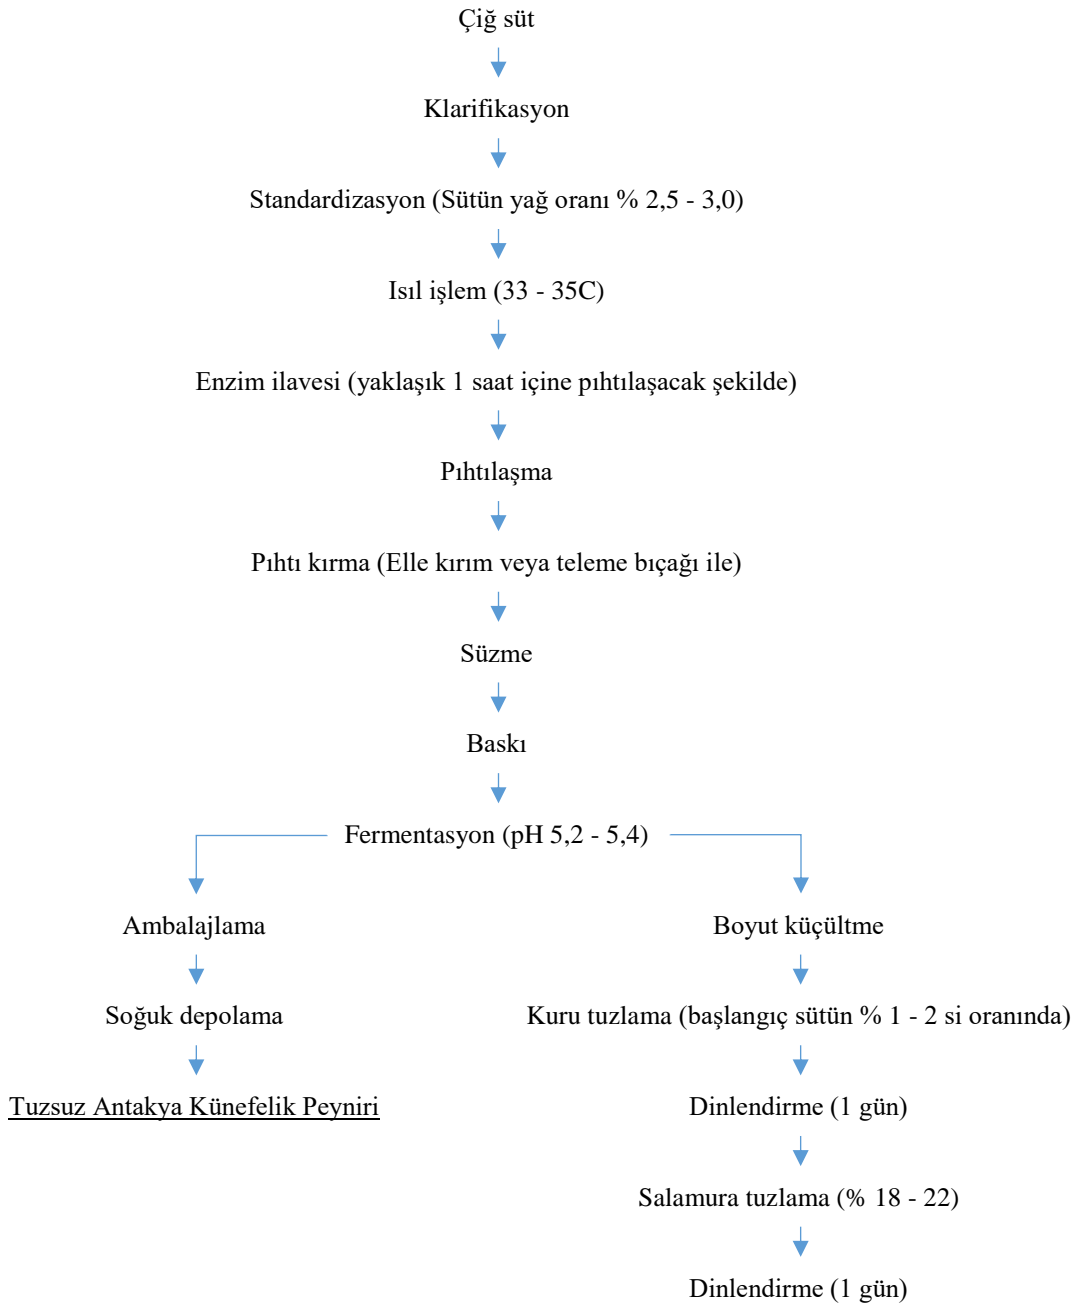 Çiğ süt
Klarifikasyon
Standardizasyon (Sütün yağ oranı % 2,5 - 3,0)
Isıl işlem (33 - 35C)
Enzim ilavesi (yaklaşık 1 saat içine pıhtılaşacak şekilde)
Pıhtılaşma
Pıhtı kırma (Elle kırım veya teleme bıçağı ile)
Süzme
Baskı
Fermentasyon (pH 5,2 - 5,4)
Ambalajlama
Soğuk depolama
Tuzsuz Antakya Künefelik Peyniri
Boyut küçültme
Kuru tuzlama (başlangıç sütün % 1 - 2 si oranında)
Dinlendirme (1 gün)
Salamura tuzlama (% 18 - 22)
Dinlendirme (1 gün)